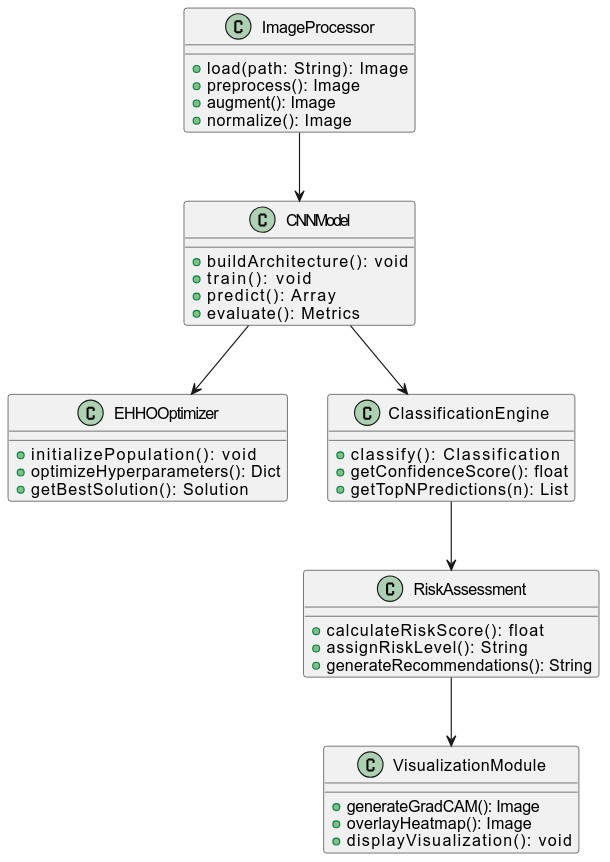 C ImageProcessor
load(path: String): Image
preprocess(): Image
augment(): Image
normalize(): Image
C CNNModel
buildArchitecture(): void
train(): void
predict(): Array
evaluate(): Metrics
C EHHOOptimizer
initializePopulation(): void
optimizeHyperparameters(): Dict
getBestSolution(): Solution
C ClassificationEngine
classify(): Classification
getConfidenceScore(): float
getTopNPredictions(n): List
C RiskAssessment
calculateRiskScore(): float
assignRiskLevel(): String
generateRecommendations(): String
C VisualizationModule
generateGradCAM(): Image
overlayHeatmap(): Image
displayVisualization(): void